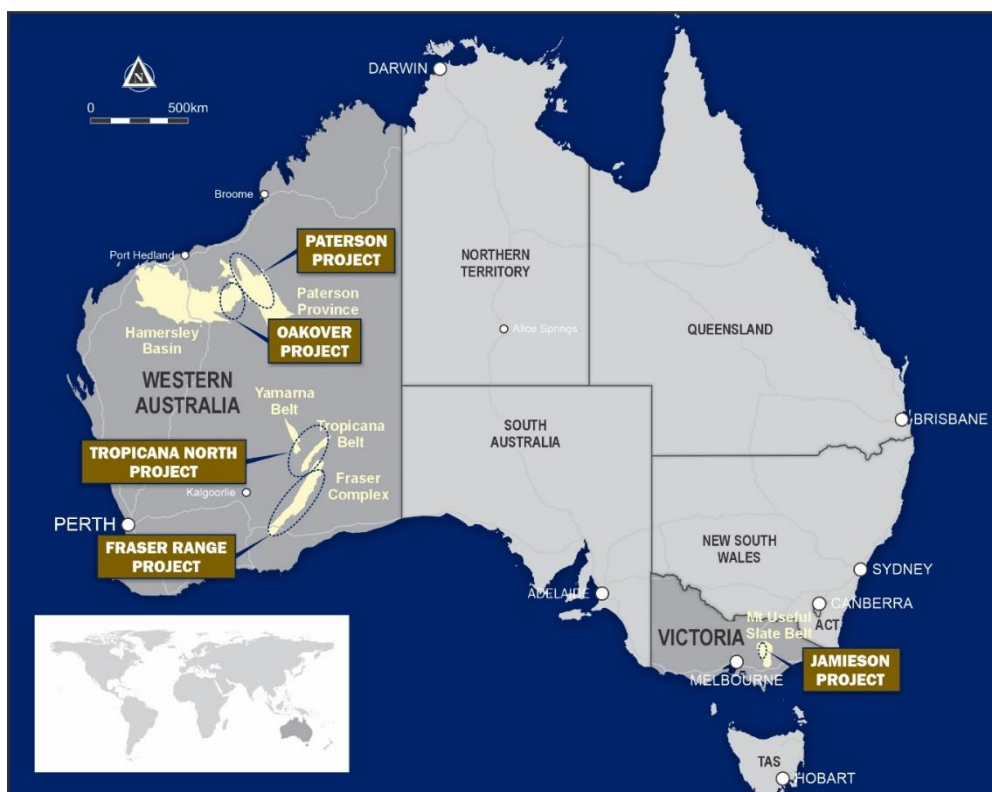 DARWIN
N
0 500km
Broome
PATERSON
PROJECT
Port Hedland
NORTHERN
TERRITORY
Paterson
Province
Hamersley
Basin
OAKOVER
PROJECT
Alice Springs
QUEENSLAND
WESTERN
AUSTRALIA
Yamarna
Belt
Tropicana
Belt
SOUTH
AUSTRALIA
BRISBANE
TROPICANA NORTH
PROJECT
Fraser
Complex
Kalgoorlie
PERTH
FRASER RANGE
PROJECT
NEW SOUTH
WALES
SYDNEY
ADELAIDE
CANBERRA
ACT
Mt Useful
Slate Belt
VICTORIA
JAMIESON
PROJECT
MELBOURNE
TAS
HOBART